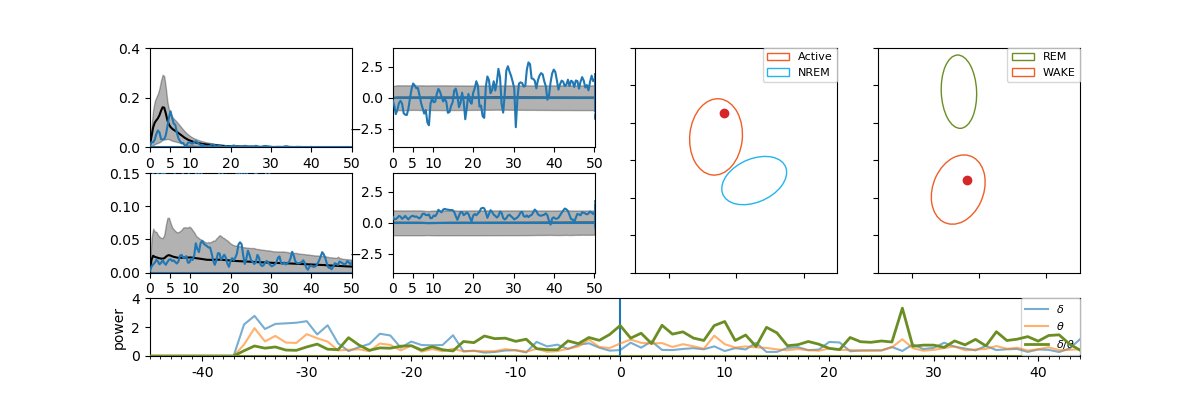 0.4
0.2
0.0
0 5 10 20 30 40 50
2.5
0.0
−2.5
0 5 10 20 30 40 50
Active
NREM
REM
WAKE
0.15
0.10
0.05
0.00
0 5 10 20 30 40 50
2.5
0.0
−2.5
0 5 10 20 30 40 50
power
4
2
0
-40 -30 -20 -10 0 10 20 30 40
δ
θ
δ/θ